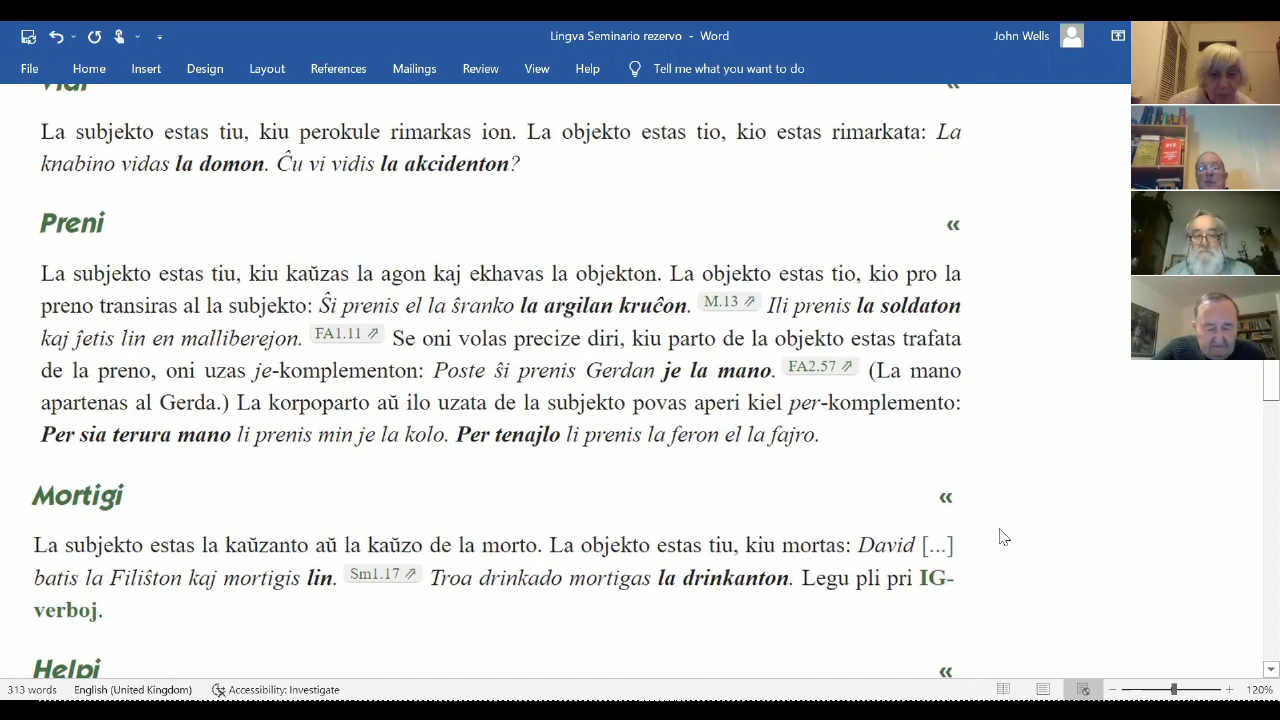 Lingva Seminario rezervo - Word
John Wells
File Home Insert Design Layout References Mailings Review View Help Tell me what you want to do
Vidi «
La subjekto estas tiu, kiu perokule rimarkas ion. La objekto estas tio, kio estas rimarkata: La
knabino vidas la domon. Ĉu vi vidis la akcidenton?
Preni «
La subjekto estas tiu, kiu kaŭzas la agon kaj ekhavas la objekton. La objekto estas tio, kio pro la
preno transiras al la subjekto: Ŝi prenis el la ŝranko la argilan kruĉon. M.13 Ili prenis la soldaton
kaj ĵetis lin en malliberejon. FA1.11 Se oni volas precize diri, kiu parto de la objekto estas trafata
de la preno, oni uzas je-komplementon: Poste ŝi prenis Gerdan je la mano. FA2.57 (La mano
apartenas al Gerda.) La korpoparto aŭ ilo uzata de la subjekto povas aperi kiel per-komplemento:
Per sia terura mano li prenis min je la kolo. Per tenajlo li prenis la feron el la fajro.
Mortigi «
La subjekto estas la kaŭzanto aŭ la kaŭzo de la morto. La objekto estas tiu, kiu mortas: David [...]
batis la Filiŝton kaj mortigis lin. Sm1.17 Troa drinkado mortigas la drinkanton. Legu pli pri IG-
verboj.
Helpi «
313 words English (United Kingdom) Accessibility: Investigate 120%